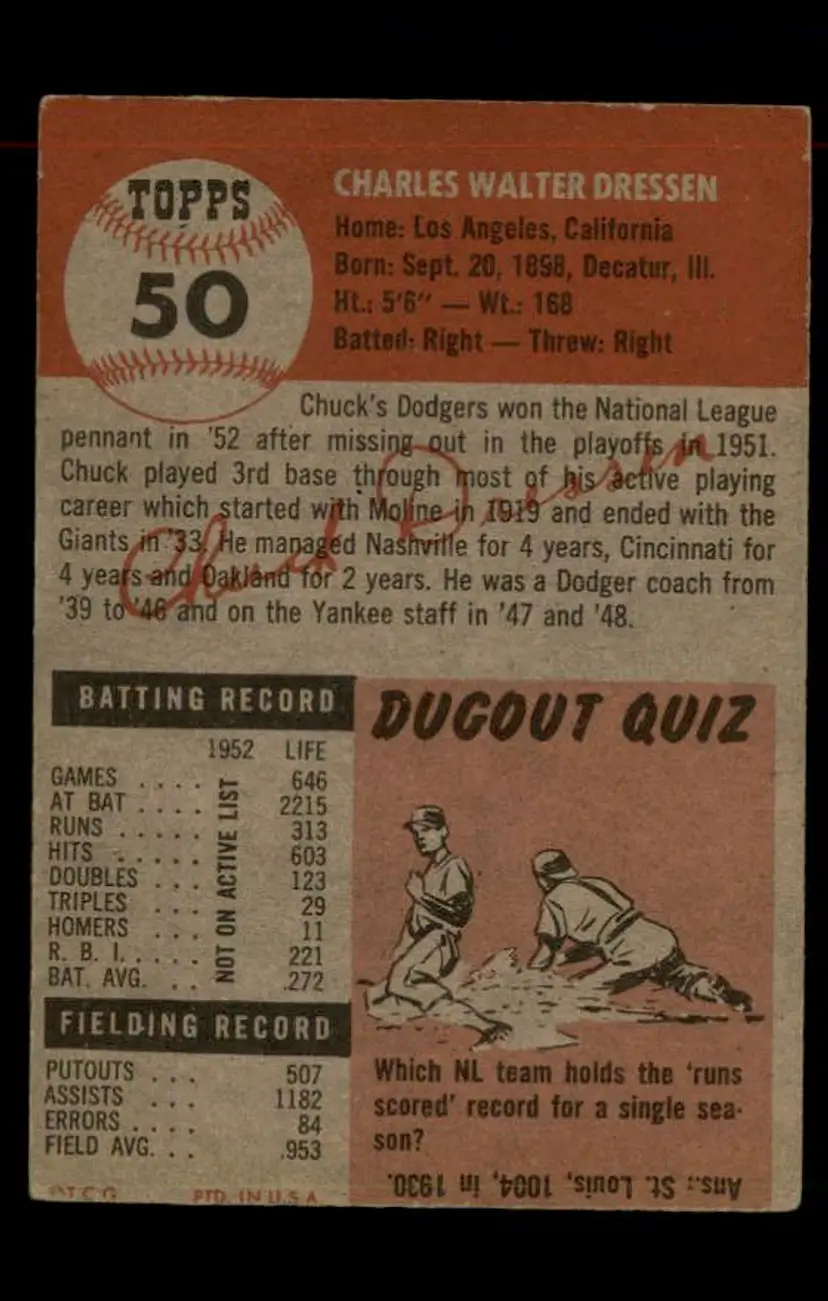 TOPPS
50
CHARLES WALTER DRESSEN
Home: Los Angeles, California
Born: Sept. 20, 1898, Decatur, Ill.
Ht.: 5'6" — Wt.: 168
Batted: Right — Threw: Right
Chuck's Dodgers won the National League
pennant in '52 after missing out in the playoffs in 1951.
Chuck played 3rd base through most of his active playing
career which started with Moline in 1919 and ended with the
Giants in '33. He managed Nashville for 4 years, Cincinnati for
4 years and Oakland for 2 years. He was a Dodger coach from
'39 to '46 and on the Yankee staff in '47 and '48.
Chuck Dressen
BATTING RECORD
1952 LIFE
GAMES .... 646
AT BAT .... 2215
RUNS ..... 313
HITS ...... 603
DOUBLES ... 123
TRIPLES ... 29
HOMERS ... 11
R. B. I...... 221
BAT. AVG. .. .272
NOT ON ACTIVE LIST
FIELDING RECORD
PUTOUTS ... 507
ASSISTS ... 1182
ERRORS .... 84
FIELD AVG. .. .953
©T.C.G. PTD. IN U.S.A.
DUGOUT QUIZ
Which NL team holds the 'runs
scored' record for a single sea-
son?
Ans.: St. Louis, 1004, in 1930.